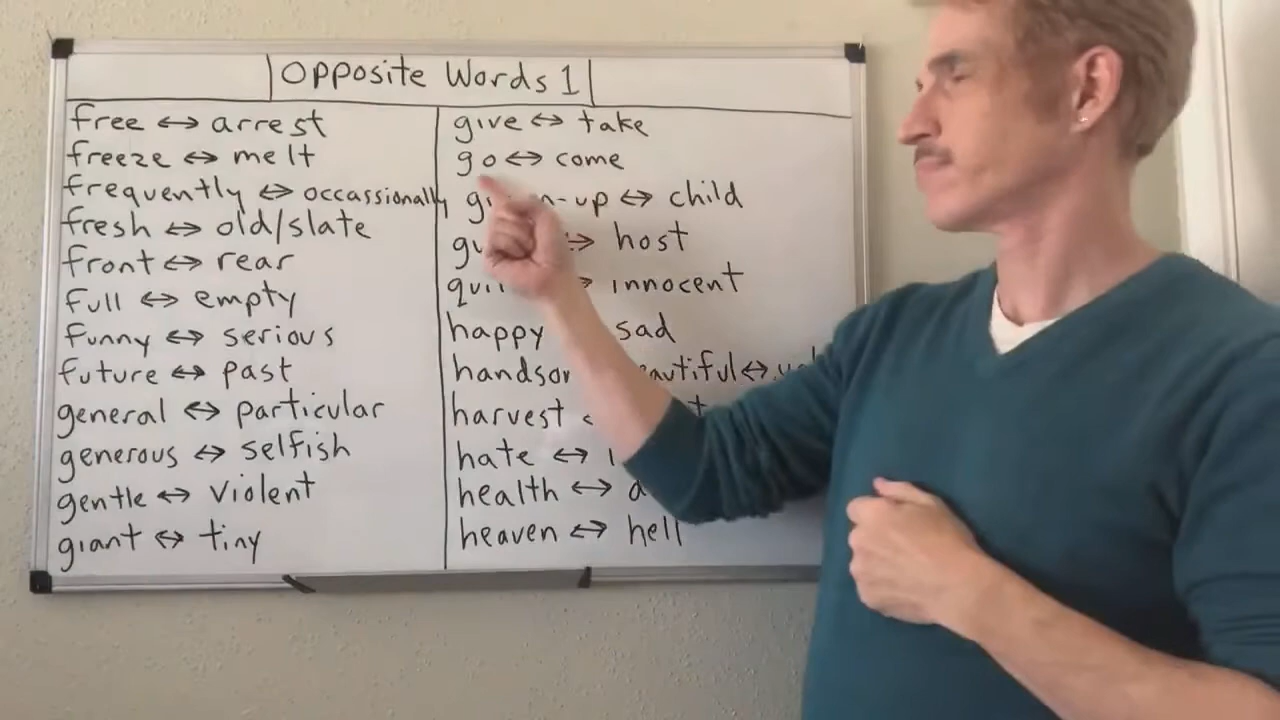 Opposite Words 1
free ↔ arrest
freeze ↔ melt
frequently ↔ occassionally
fresh ↔ old/slate
front ↔ rear
full ↔ empty
funny ↔ serious
future ↔ past
general ↔ particular
generous ↔ selfish
gentle ↔ violent
giant ↔ tiny
give ↔ take
go ↔ come
↔ child
host
innocent
happy sad
harvest
hate ↔
health ↔
heaven ↔ hell